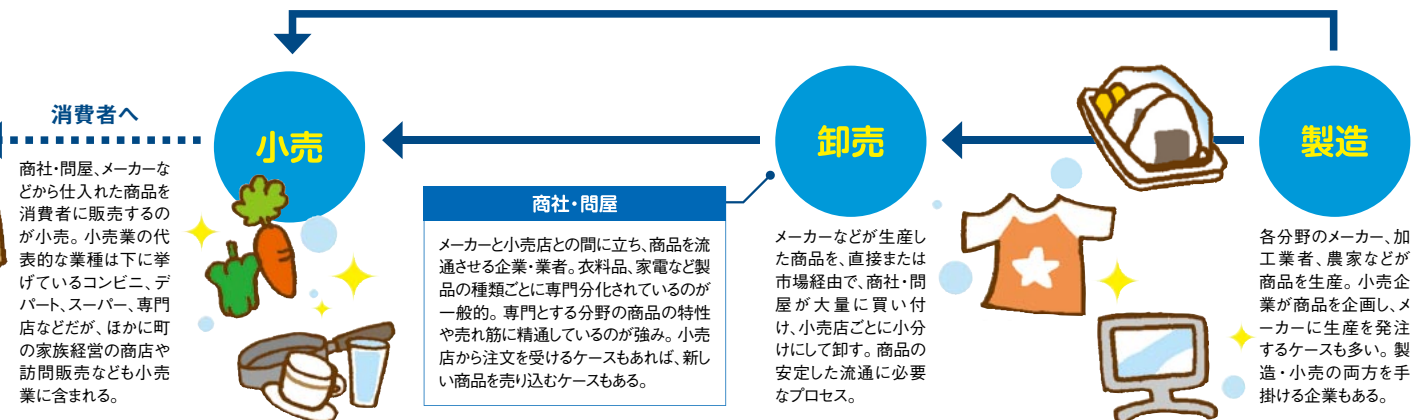 消費者へ
小売
商社・問屋、メーカーな
どから仕入れた商品を
消費者に販売するの
が小売。小売業の代
表的な業種は下に挙
げているコンビニ、デ
パート、スーパー、専門
店などだが、ほかに町
の家族経営の商店や
訪問販売なども小売
業に含まれる。
商社・問屋
メーカーと小売店との間に立ち、商品を流
通させる企業・業者。衣料品、家電など製
品の種類ごとに専門分化されているのが
一般的。専門とする分野の商品の特性
や売れ筋に精通しているのが強み。小売
店から注文を受けるケースもあれば、新し
い商品を売り込むケースもある。
卸売
メーカーなどが生産し
た商品を、直接または
市場経由で、商社・問
屋が大量に買い付
け、小売店ごとに小分
けにして卸す。商品の
安定した流通に必要
なプロセス。
製造
各分野のメーカー、加
工業者、農家などが
商品を生産。小売企
業が商品を企画し、メ
ーカーに生産を発注
するケースも多い。製
造・小売の両方を手
掛ける企業もある。